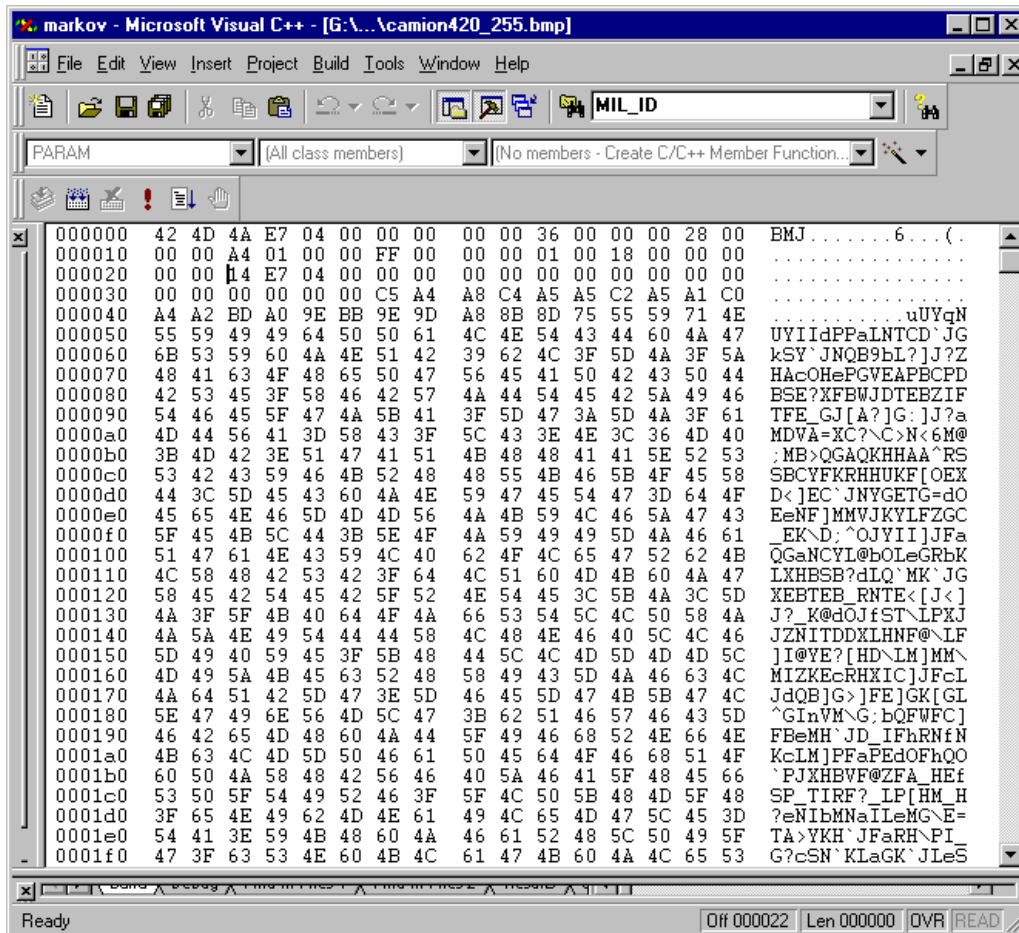 markov - Microsoft Visual C++ - [G:\...\camion420_255.bmp]
File Edit View Insert Project Build Tools Window Help
MIL_ID
PARAM (All class members) (No members - Create C/C++ Member Function...
000000 42 4D 4A E7 04 00 00 00 00 00 36 00 00 00 28 00 BMJ.......6...(.
000010 00 00 A4 01 00 00 FF 00 00 00 01 00 18 00 00 00 ................
000020 00 00 14 E7 04 00 00 00 00 00 00 00 00 00 00 00 ................
000030 00 00 00 00 00 00 C5 A4 A8 C4 A5 A5 C2 A5 A1 C0 ................
000040 A4 A2 BD A0 9E BB 9E 9D A8 8B 8D 75 55 59 71 4E ...........uUYqN
000050 55 59 49 49 64 50 50 61 4C 4E 54 43 44 60 4A 47 UYIIdPPaLNTCD`JG
000060 6B 53 59 60 4A 4E 51 42 39 62 4C 3F 5D 4A 3F 5A kSY`JNQB9bL?]J?Z
000070 48 41 63 4F 48 65 50 47 56 45 41 50 42 43 50 44 HAcOHePGVEAPBCPD
000080 42 53 45 3F 58 46 42 57 4A 44 54 45 42 5A 49 46 BSE?XFBWJDTEBZIF
000090 54 46 45 5F 47 4A 5B 41 3F 5D 47 3A 5D 4A 3F 61 TFE_GJ[A?]G:]J?a
0000a0 4D 44 56 41 3D 58 43 3F 5C 43 3E 4E 3C 36 4D 40 MDVA=XC?\C>N<6M@
0000b0 3B 4D 42 3E 51 47 41 51 4B 48 48 41 41 5E 52 53 ;MB>QGAQKHHAA^RS
0000c0 53 42 43 59 46 4B 52 48 48 55 4B 46 5B 4F 45 58 SBCYFKRHHUKF[OEX
0000d0 44 3C 5D 45 43 60 4A 4E 59 47 45 54 47 3D 64 4F D<]EC`JNYGETG=dO
0000e0 45 65 4E 46 5D 4D 4D 56 4A 4B 59 4C 46 5A 47 43 EeNF]MMVJKYLFZGC
0000f0 5F 45 4B 5C 44 3B 5E 4F 4A 59 49 49 5D 4A 46 61 _EK\D;^OJYII]JFa
000100 51 47 61 4E 43 59 4C 40 62 4F 4C 65 47 52 62 4B QGaNCYL@bOLeGRbK
000110 4C 58 48 42 53 42 3F 64 4C 51 60 4D 4B 60 4A 47 LXHBSB?dLQ`MK`JG
000120 58 45 42 54 45 42 5F 52 4E 54 45 3C 5B 4A 3C 5D XEBTEB_RNTE<[J<]
000130 4A 3F 5F 4B 40 64 4F 4A 66 53 54 5C 4C 50 58 4A J?_K@dOJfST\LPXJ
000140 4A 5A 4E 49 54 44 44 58 4C 48 4E 46 40 5C 4C 46 JZNITDDXLHNF@\LF
000150 5D 49 40 59 45 3F 5B 48 44 5C 4C 4D 5D 4D 4D 5C ]I@YE?[HD\LM]MM\
000160 4D 49 5A 4B 45 63 52 48 58 49 43 5D 4A 46 63 4C MIZKEcRHXIC]JFcL
000170 4A 64 51 42 5D 47 3E 5D 46 45 5D 47 4B 5B 47 4C JdQB]G>]FE]GK[GL
000180 5E 47 49 6E 56 4D 5C 47 3B 62 51 46 57 46 43 5D ^GInVM\G;bQFWFC]
000190 46 42 65 4D 48 60 4A 44 5F 49 46 68 52 4E 66 4E FBeMH`JD_IFhRNfN
0001a0 4B 63 4C 4D 5D 50 46 61 50 45 64 4F 46 68 51 4F KcLM]PFaPEdOFhQO
0001b0 60 50 4A 58 48 42 56 46 40 5A 46 41 5F 48 45 66 `PJXHBVF@ZFA_HEf
0001c0 53 50 5F 54 49 52 46 3F 5F 4C 50 5B 48 4D 5F 48 SP_TIRF?_LP[HM_H
0001d0 3F 65 4E 49 62 4D 4E 61 49 4C 65 4D 47 5C 45 3D ?eNIbMNaILeMG\E=
0001e0 54 41 3E 59 4B 48 60 4A 46 61 52 48 5C 50 49 5F TA>YKH`JFaRH\PI_
0001f0 47 3F 63 53 4E 60 4B 4C 61 47 4B 60 4A 4C 65 53 G?cSN`KLaGK`JLeS
Ready Off 000022 Len 000000 OVR READ